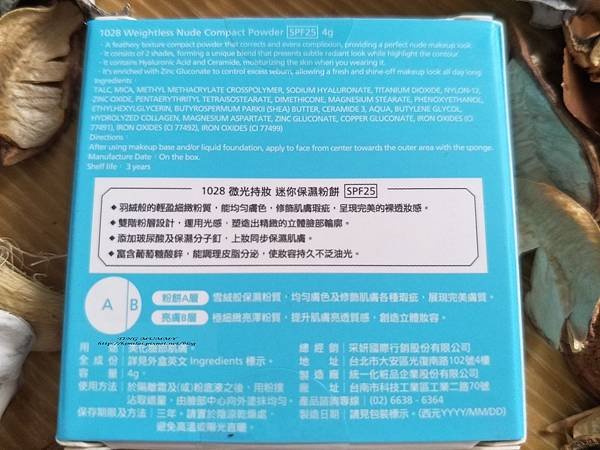 1028 Weightless Nude Compact Powder SPF25 4g
- A feathery texture compact powder that corrects and evens complexion, providing a perfect nude makeup look.
- It comes of 2 shades, forming a unique blend that presents subtle radiant look while highlight the contour.
- It contains Hyaluronic Acid and Ceramide, moisturizing the skin when you wearing it.
- It's enriched with Zinc Gluconate to control excess sebum, allowing a fresh and shine-off makeup look all day long.
Ingredients :
TALC, MICA, METHYL METHACRYLATE CROSSPOLYMER, SODIUM HYALURONATE, TITANIUM DIOXIDE, NYLON-12,
ZINC OXIDE, PENTAERYTHRITYL TETRAISOSTEARATE, DIMETHICONE, MAGNESIUM STEARATE, PHENOXYETHANOL,
ETHYLHEXYLGLYCERIN, BUTYROSPERMUM PARKII (SHEA) BUTTER, CERAMIDE 3, AQUA, BUTYLENE GLYCOL,
HYDROLYZED COLLAGEN, MAGNESIUM ASPARTATE, ZINC GLUCONATE, COPPER GLUCONATE, IRON OXIDES (CI
77491), IRON OXIDES (CI 77492), IRON OXIDES (CI 77499)
Directions :
After using makeup base and/or liquid foundation, apply to face from center towards the outer area with the sponge.
Manufacture Date : On the box.
Shelf life : 3 years
1028 微光持妝 迷你保濕粉餅 SPF25
◆羽絨般的輕盈細緻粉質，能均勻膚色，修飾肌膚瑕疵，呈現完美的裸透妝感。
◆雙階粉層設計，運用光感，塑造出精緻的立體臉部輪廓。
◆添加玻尿酸及保濕分子釘，上妝同步保濕肌膚。
◆富含葡萄糖酸鋅，能調理皮脂分泌，使妝容持久不泛油光。
A B
粉餅A層 雪絨般保濕粉質，均勻膚色及修飾肌膚各種瑕疵，展現完美膚質。
亮膚B層 極細緻亮澤粉質，提升肌膚亮透質感，創造立體妝容。
TING MUMMY
用 途：美化臉部肌膚
全 成 份：詳見外盒英文 Ingredients 標示。
容 量：4g。
使用方法：於隔離霜及(或)粉底液之後，用粉撲
沾取適量，由臉部中心向外塗抹均勻。
保存期限及方法：三年。請置於陰涼乾燥處，
避免高溫或陽光直曬。
總 經 銷：采研國際行銷股份有限公司
地 址：台北市大安區光復南路102號4樓
製 造 廠：統一化粧品企業股份有限公司
廠 址：台南市科技工業區工業二路70號
產品諮詢專線：(02) 6638 - 6364
製造日期：請見包裝標示。(西元YYYY/MM/DD)